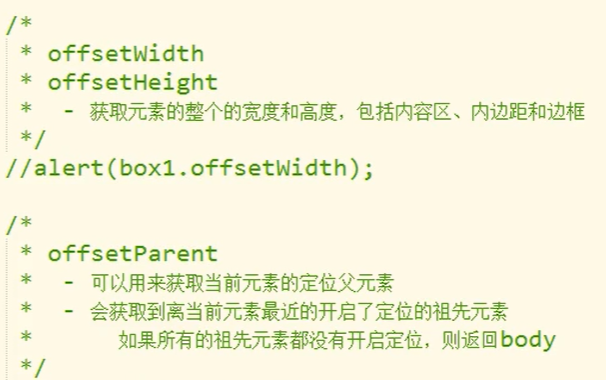 /*
 * offsetWidth
 * offsetHeight
 * - 获取元素的整个的宽度和高度，包括内容区、内边距和边框
 */
//alert(box1.offsetWidth);
/*
 * offsetParent
 * - 可以用来获取当前元素的定位父元素
 * - 会获取到离当前元素最近的开启了定位的祖先元素
 * 如果所有的祖先元素都没有开启定位，则返回body
 */